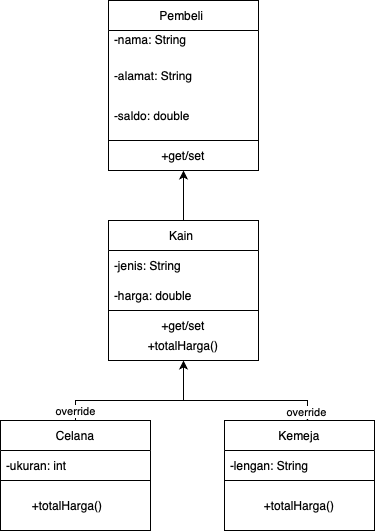 Pembeli
-nama: String
-alamat: String
-saldo: double
+get/set
Kain
-jenis: String
-harga: double
+get/set
+totalHarga()
override
override
Celana
Kemeja
-ukuran: int
-lengan: String
+totalHarga()
+totalHarga()